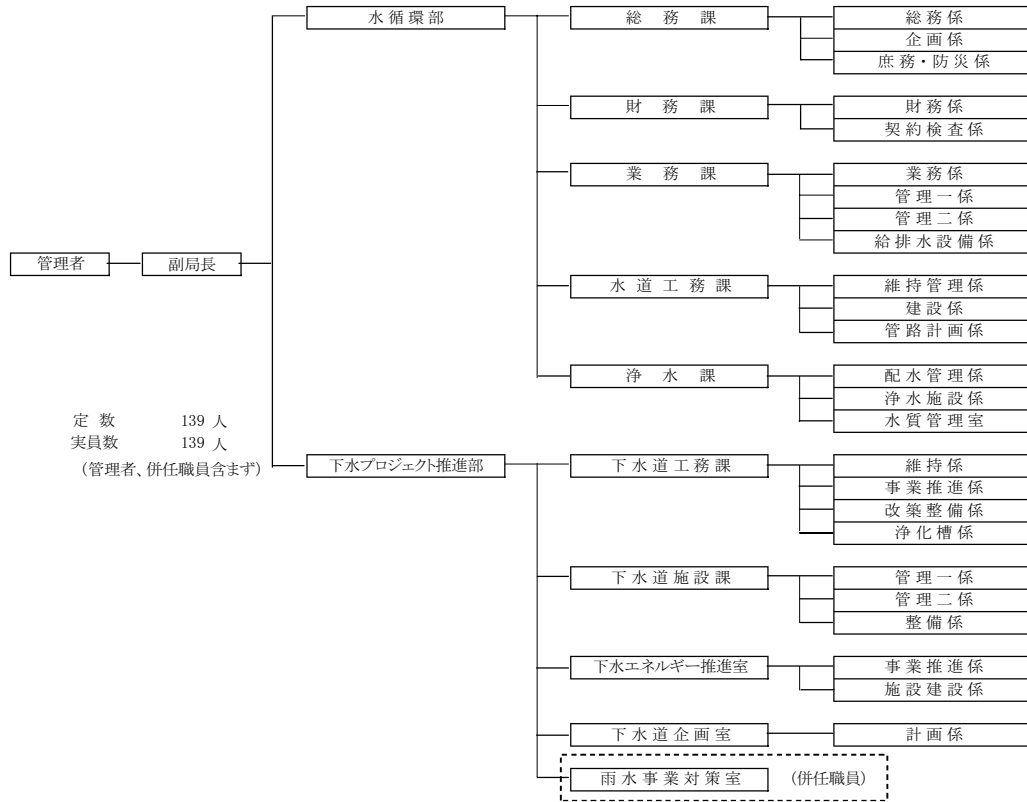 水循環部 総務課 総務係
企画係
庶務・防災係
財務課 財務係
契約検査係
業務課 業務係
管理一係
管理二係
給排水設備係
管理者 副局長
水道工務課 維持管理係
建設係
管路計画係
浄水課 配水管理係
浄水施設係
水質管理室
定数 139 人
実員数 139 人
(管理者、併任職員含まず)
下水プロジェクト推進部 下水道工務課 維持係
事業推進係
改築整備係
浄化槽係
下水道施設課 管理一係
管理二係
整備係
下水エネルギー推進室 事業推進係
施設建設係
下水道企画室 計画係
雨水事業対策室 (併任職員)